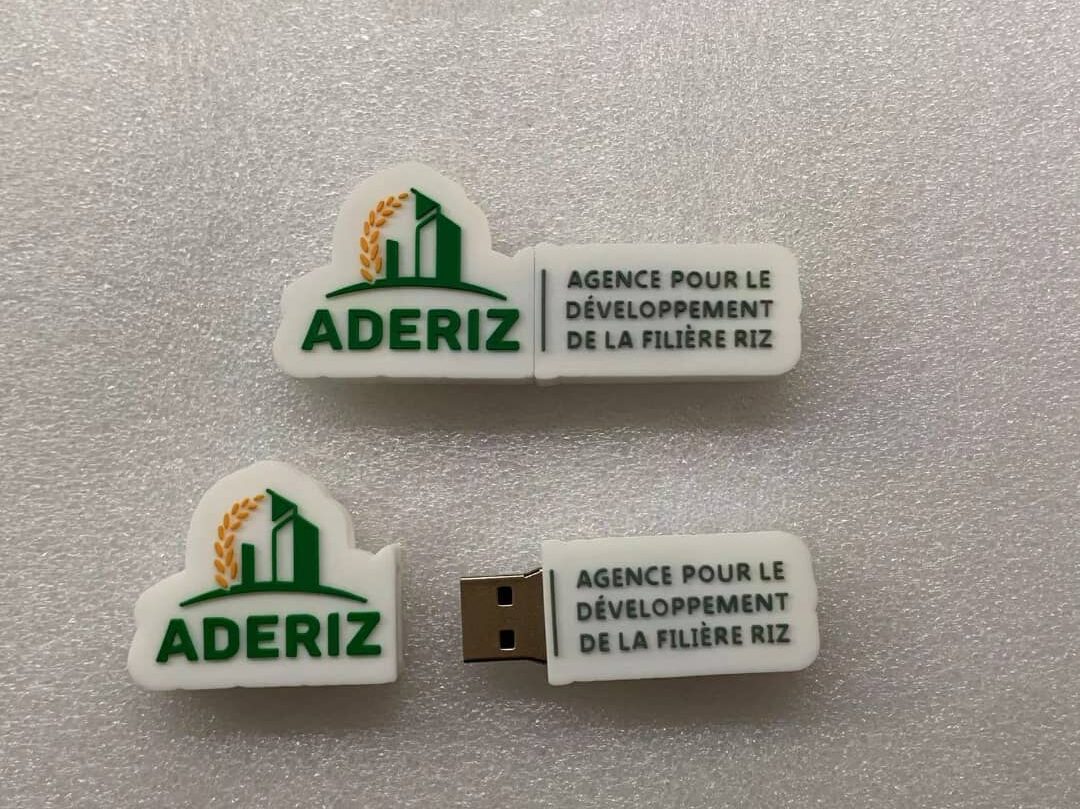 ADERIZ
AGENCE POUR LE
DÉVELOPPEMENT
DE LA FILIÈRE RIZ
ADERIZ
AGENCE POUR LE
DÉVELOPPEMENT
DE LA FILIÈRE RIZ